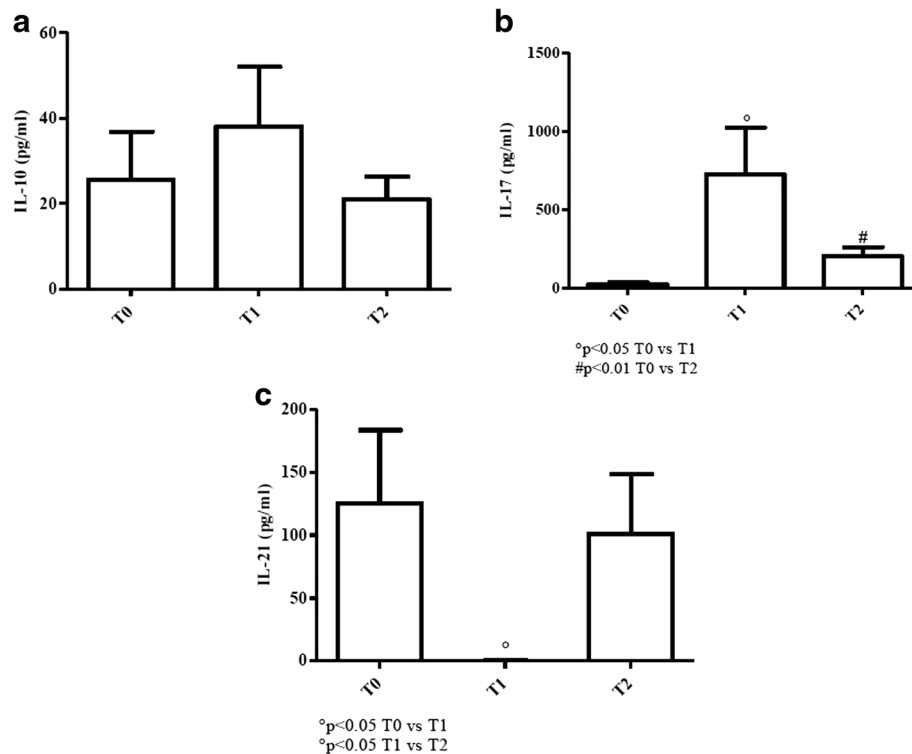 a
60
40
20
0
IL-10 (pg/ml)
T0 T1 T2
b
1500
1000
500
0
IL-17 (pg/ml)
°
#
T0 T1 T2
°p<0.05 T0 vs T1
#p<0.01 T0 vs T2
c
200
150
100
50
0
IL-21 (pg/ml)
°
T0 T1 T2
°p<0.05 T0 vs T1
°p<0.05 T1 vs T2